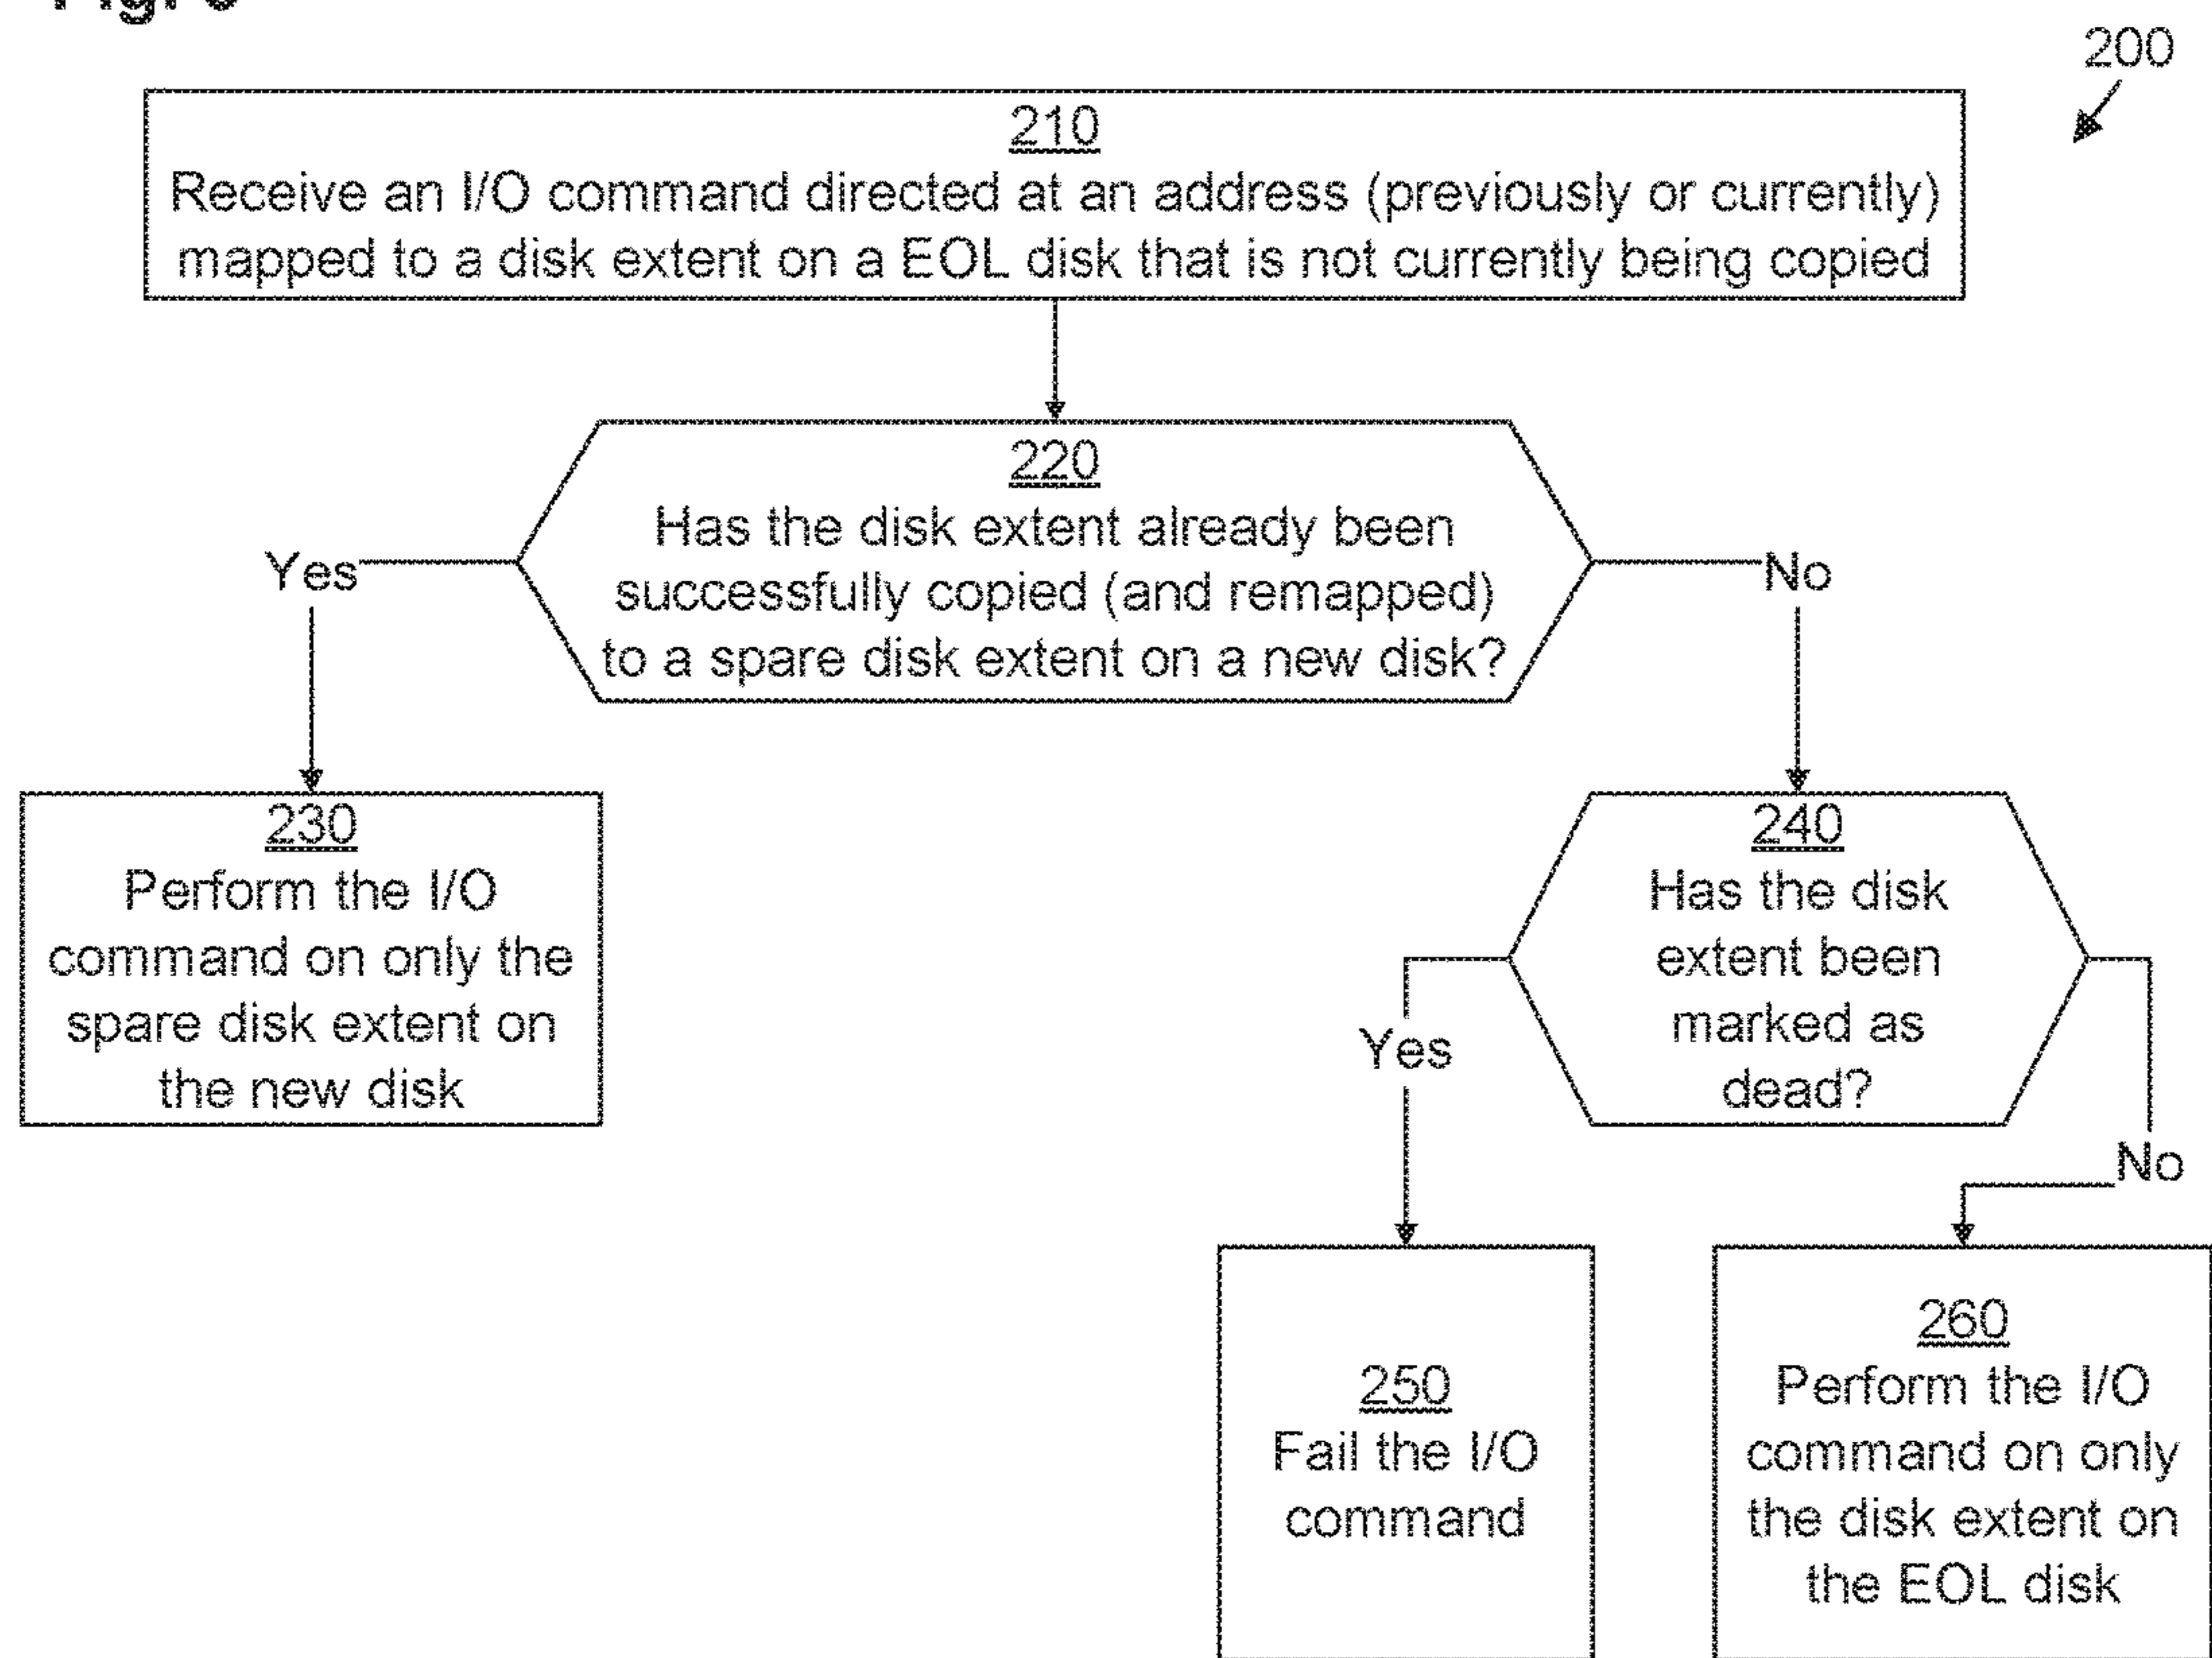 200
210
Receive an I/O command directed at an address (previously or currently)
mapped to a disk extent on a EOL disk that is not currently being copied
220
Has the disk extent already been
successfully copied (and remapped)
to a spare disk extent on a new disk?
Yes
No
230
Perform the I/O
command on only the
spare disk extent on
the new disk
240
Has the disk
extent been
marked as
dead?
Yes
No
250
Fail the I/O
command
260
Perform the I/O
command on only
the disk extent on
the EOL disk